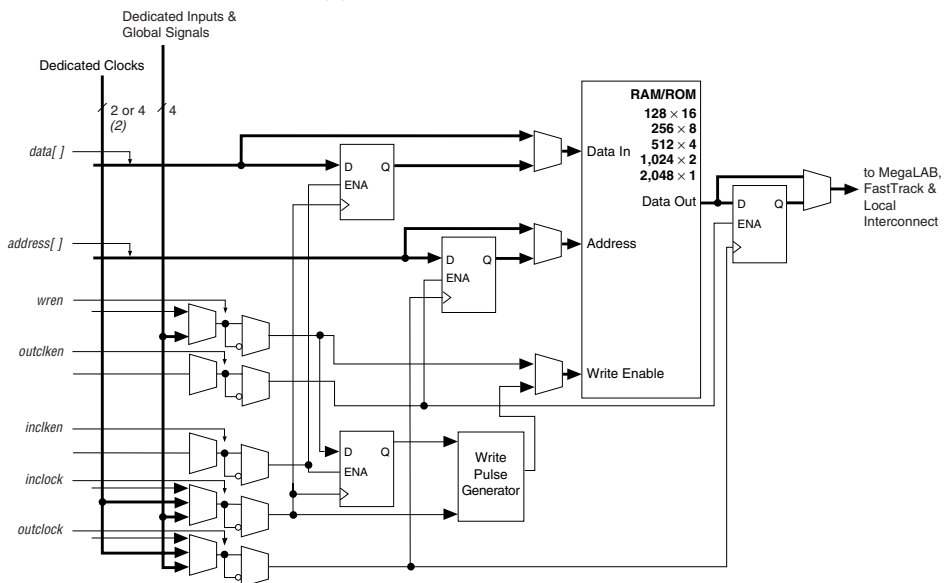 Dedicated Inputs &
Global Signals
Dedicated Clocks
2 or 4
(2)
4
RAM/ROM
128 × 16
256 × 8
512 × 4
1,024 × 2
2,048 × 1
data[ ]
D
Q
ENA
Data In
Data Out
D
Q
ENA
to MegaLAB,
FastTrack &
Local
Interconnect
address[ ]
D
Q
ENA
Address
wren
outclken
Write Enable
inclken
D
Q
ENA
Write
Pulse
Generator
inclock
outclock